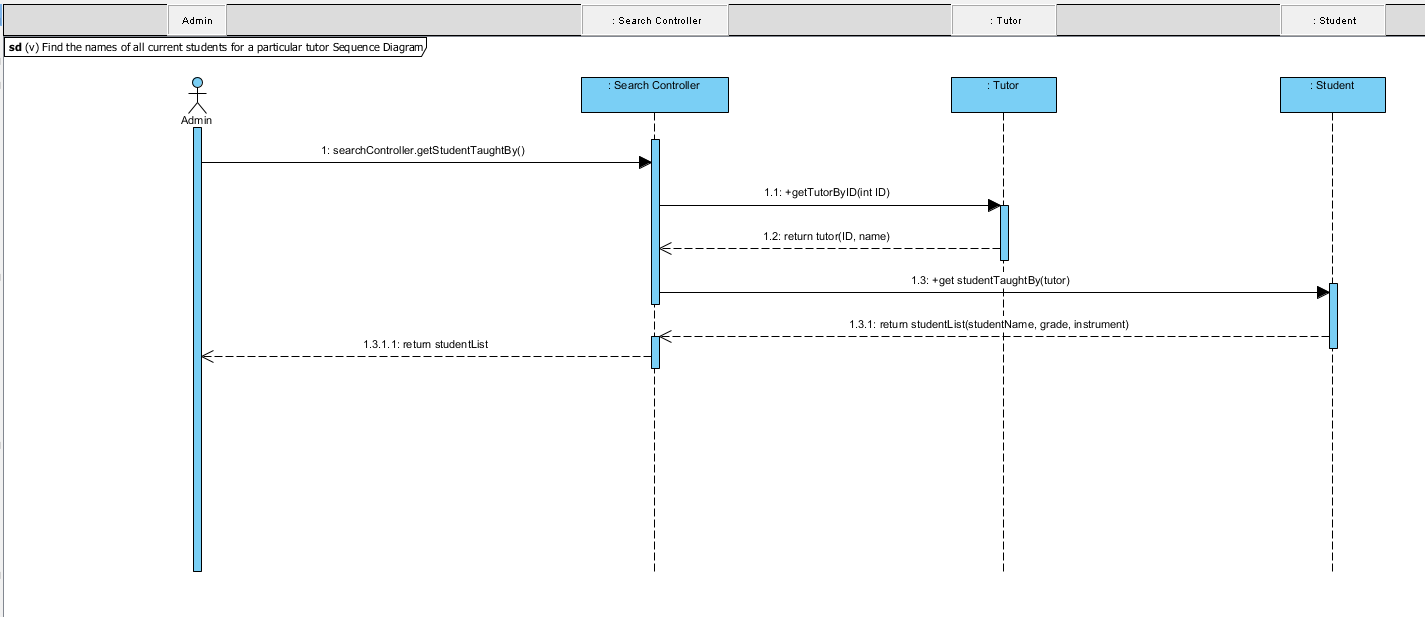 Admin
: Search Controller
: Tutor
: Student
sd (v) Find the names of all current students for a particular tutor Sequence Diagram
: Search Controller
: Tutor
: Student
Admin
1: searchController.getStudentTaughtBy()
1.1: +getTutorByID(int ID)
1.2: return tutor(ID, name)
1.3: +get studentTaughtBy(tutor)
1.3.1: return studentList(studentName, grade, instrument)
1.3.1.1: return studentList